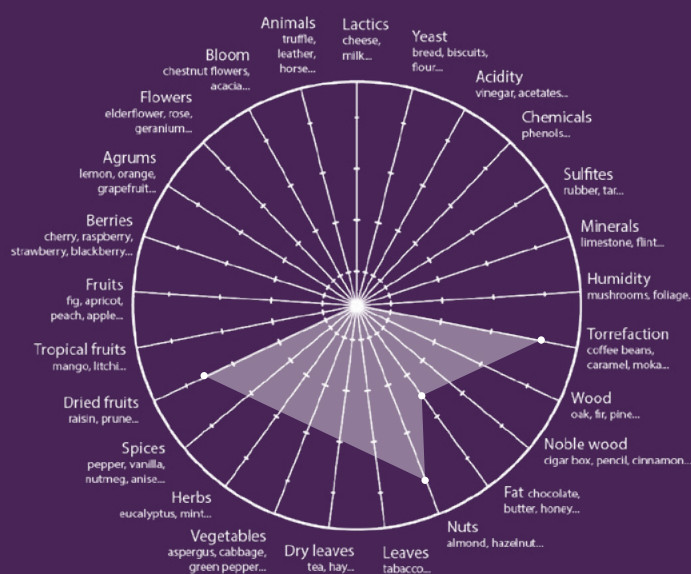 Lactics
cheese,
milk...
Yeast
bread, biscuits,
flour...
Acidity
vinegar, acetates...
Chemicals
phenols...
Sulfites
rubber, tar...
Minerals
limestone, flint...
Humidity
mushrooms, foliage...
Torrefaction
coffee beans,
caramel, moka...
Wood
oak, fir, pine...
Noble wood
cigar box, pencil, cinnamon...
Fat chocolate,
butter, honey...
Nuts
almond, hazelnut...
Leaves
tabacco...
Dry leaves
tea, hay...
Vegetables
aspergus, cabbage,
green pepper...
Herbs
eucalyptus, mint...
Spices
pepper, vanilla,
nutmeg, anise...
Dried fruits
raisin, prune...
Tropical fruits
mango, litchi...
Fruits
fig, apricot,
peach, apple...
Berries
cherry, raspberry,
strawberry, blackberry...
Agrums
lemon, orange,
grapefruit...
Flowers
elderflower, rose,
geranium...
Bloom
chestnut flowers,
acacia...
Animals
truffle,
leather,
horse...